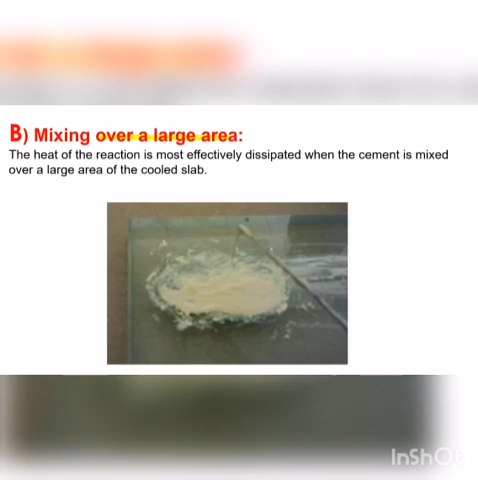 B) Mixing over a large area:
The heat of the reaction is most effectively dissipated when the cement is mixed
over a large area of the cooled slab.
InShOt